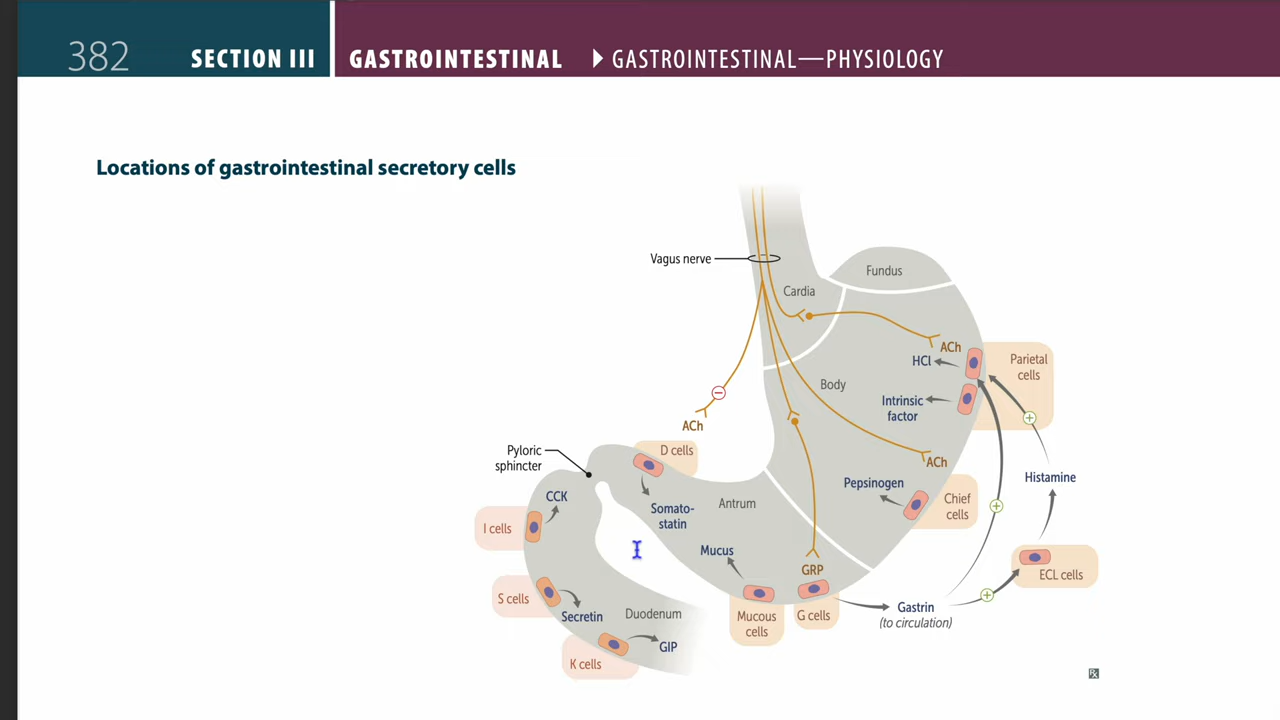 382 SECTION III GASTROINTESTINAL ▶ GASTROINTESTINAL—PHYSIOLOGY
Locations of gastrointestinal secretory cells
Vagus nerve
Fundus
Cardia
ACh
HCl
Parietal
cells
Body
Intrinsic
factor
ACh
Pyloric
sphincter
D cells
ACh
Histamine
CCK
Pepsinogen
Chief
cells
Somato-
statin
Antrum
I cells
Mucus
GRP
ECL cells
S cells
Secretin
Duodenum
Mucous
cells
G cells
Gastrin
(to circulation)
GIP
K cells
Rx